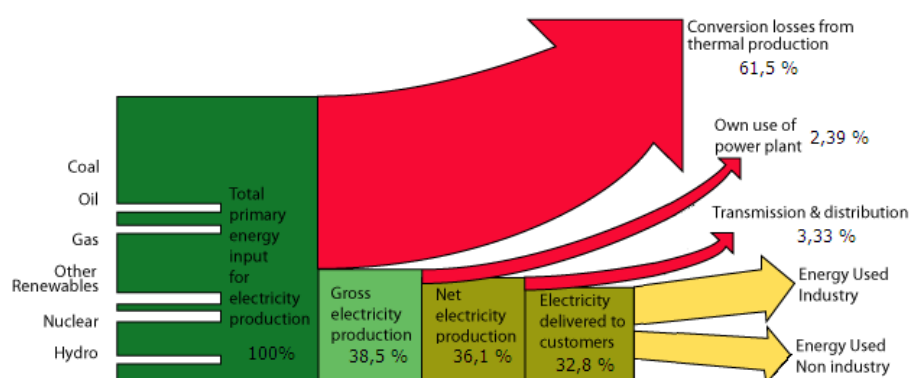 Conversion losses from
thermal production
61,5 %
Own use of
power plant
2,39 %
Transmission & distribution
3,33 %
Coal
Oil
Gas
Other
Renewables
Nuclear
Hydro
Total
primary
energy
input
for
electricity
production
100%
Gross
electricity
production
38,5 %
Net
electricity
production
36,1 %
Electricity
delivered to
customers
32,8 %
Energy Used
Industry
Energy Used
Non industry